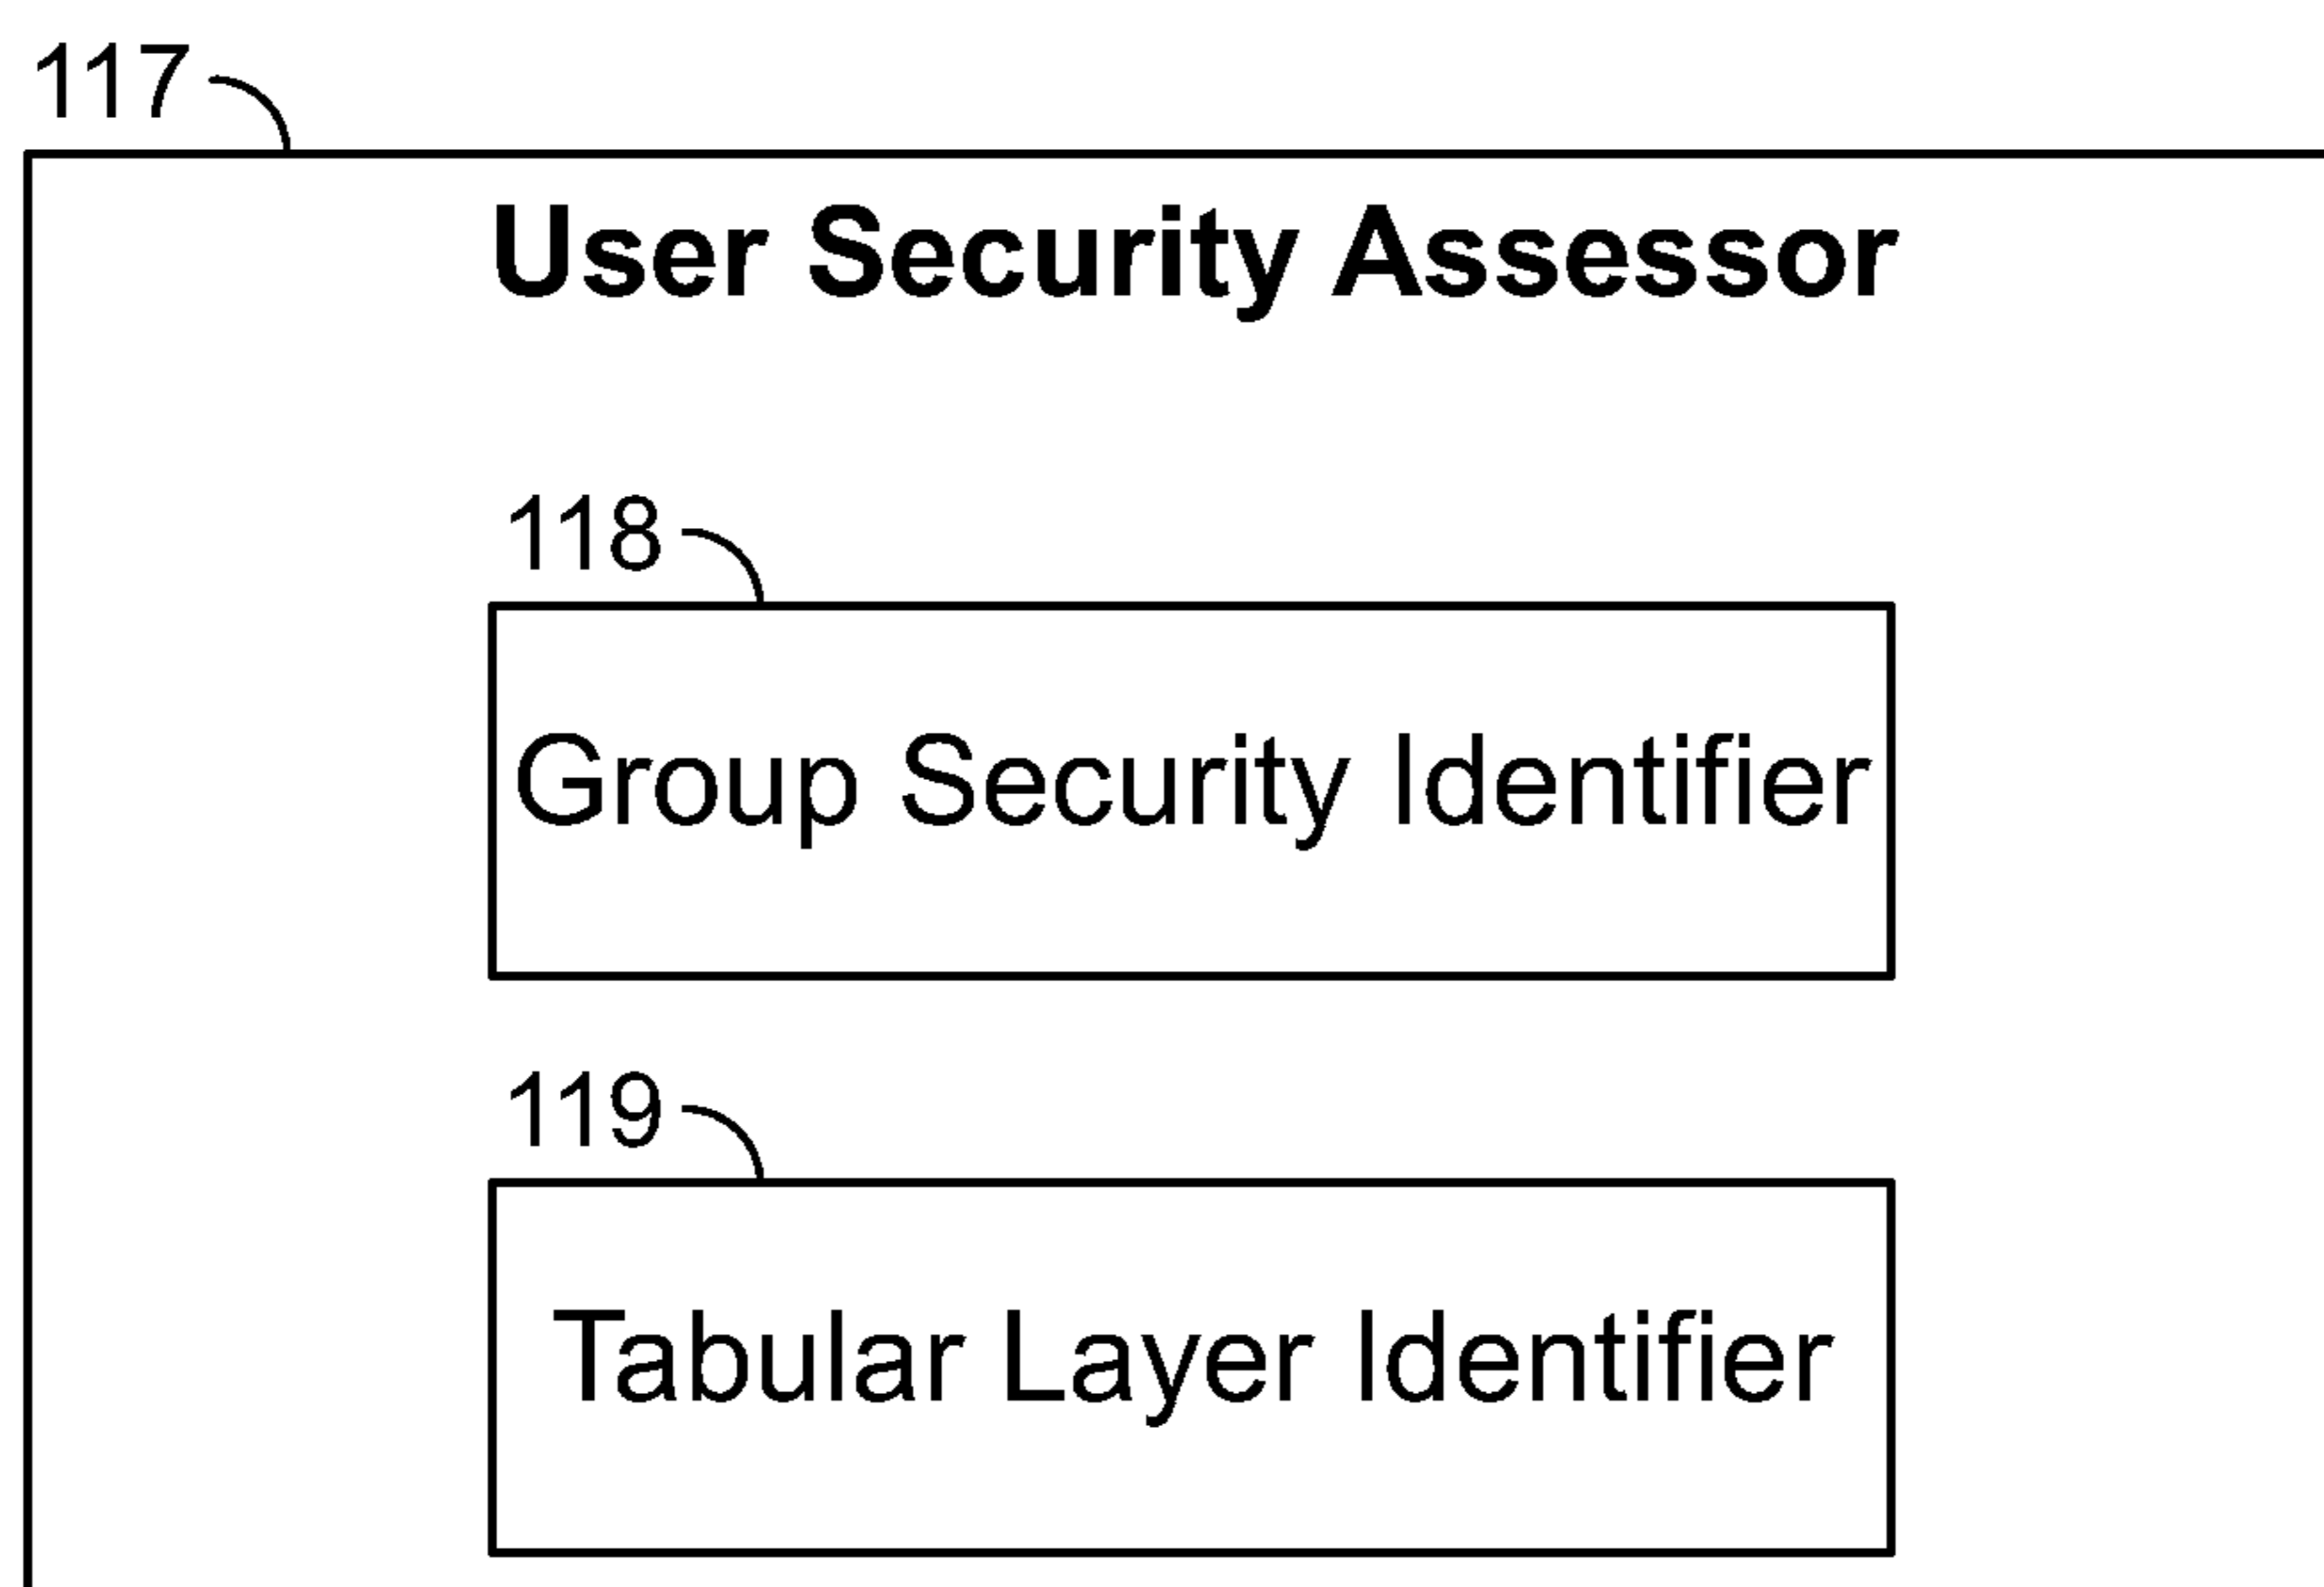 117
User Security Assessor
118
Group Security Identifier
119
Tabular Layer Identifier